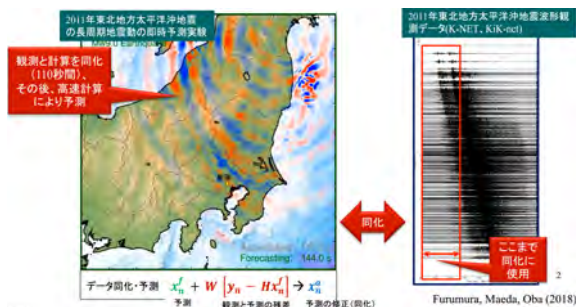 2011年東北地方太平洋沖地震
の長周期地震動の即時予測実験
観測と計算を同化
(110秒間)、
その後、高速計算
により予測
Forecasting: 144.0 s
データ同化・予測
x_n^f + W [y_n − Hx_n^f] → x_n^a
予測
観測と予測の残差
予測の修正(同化)
同化
2011年東北地方太平洋沖地震波形観
測データ(K-NET、KiK-net)
ここまで
同化に
使用
2
Furumura, Maeda, Oba (2018)